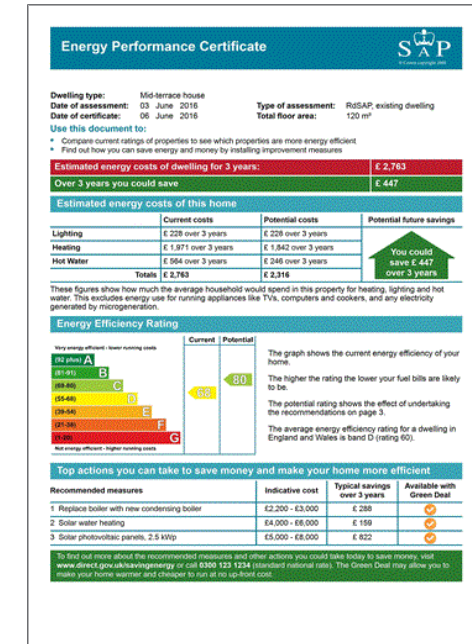 Energy Performance Certificate
SAP
© Crown copyright 2009
Dwelling type: Mid-terrace house
Date of assessment: 03 June 2016 Type of assessment: RdSAP, existing dwelling
Date of certificate: 06 June 2016 Total floor area: 120 m²
Use this document to:
• Compare current ratings of properties to see which properties are more energy efficient
• Find out how you can save energy and money by installing improvement measures
Estimated energy costs of dwelling for 3 years: £ 2,763
Over 3 years you could save £ 447
Estimated energy costs of this home
Current costs Potential costs Potential future savings
Lighting £ 228 over 3 years £ 228 over 3 years
Heating £ 1,971 over 3 years £ 1,842 over 3 years
Hot Water £ 564 over 3 years £ 246 over 3 years
Totals £ 2,763 £ 2,316
You could
save £ 447
over 3 years
These figures show how much the average household would spend in this property for heating, lighting and hot
water. This excludes energy use for running appliances like TVs, computers and cookers, and any electricity
generated by microgeneration.
Energy Efficiency Rating
Current Potential
Very energy efficient - lower running costs
(92 plus) A
(81-91) B
(69-80) C
(55-68) D
(39-54) E
(21-38) F
(1-20) G
Not energy efficient - higher running costs
68
80
The graph shows the current energy efficiency of your
home.
The higher the rating the lower your fuel bills are likely
to be.
The potential rating shows the effect of undertaking
the recommendations on page 3.
The average energy efficiency rating for a dwelling in
England and Wales is band D (rating 60).
Top actions you can take to save money and make your home more efficient
Recommended measures Indicative cost Typical savings over 3 years Available with Green Deal
1 Replace boiler with new condensing boiler £2,200 - £3,000 £ 288
2 Solar water heating £4,000 - £6,000 £ 159
3 Solar photovoltaic panels, 2.5 kWp £5,000 - £8,000 £ 822
To find out more about the recommended measures and other actions you could take today to save money, visit
www.direct.gov.uk/savingenergy or call 0300 123 1234 (standard national rate). The Green Deal may allow you to
make your home warmer and cheaper to run at no up-front cost.